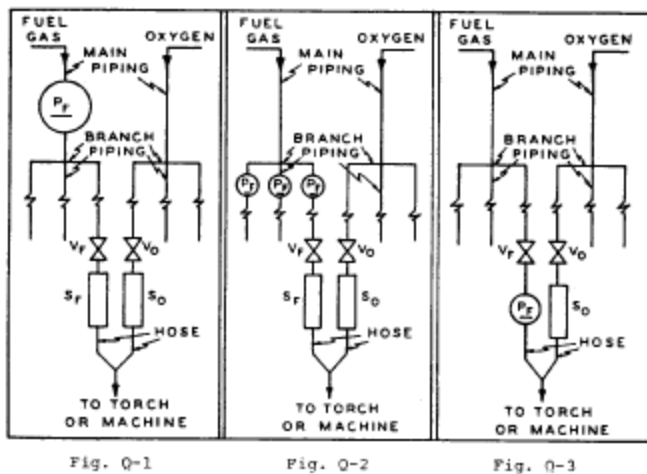 FUEL
GAS
OXYGEN
MAIN
PIPING
PF
BRANCH
PIPING
VF
VO
SF
SO
HOSE
TO TORCH
OR MACHINE
Fig. Q-1
FUEL
GAS
OXYGEN
MAIN
PIPING
BRANCH
PIPING
PF
PF
PF
VF
VO
SF
SO
HOSE
TO TORCH
OR MACHINE
Fig. Q-2
FUEL
GAS
OXYGEN
MAIN
PIPING
BRANCH
PIPING
VF
VO
PF
SO
HOSE
TO TORCH
OR MACHINE
Fig. Q-3